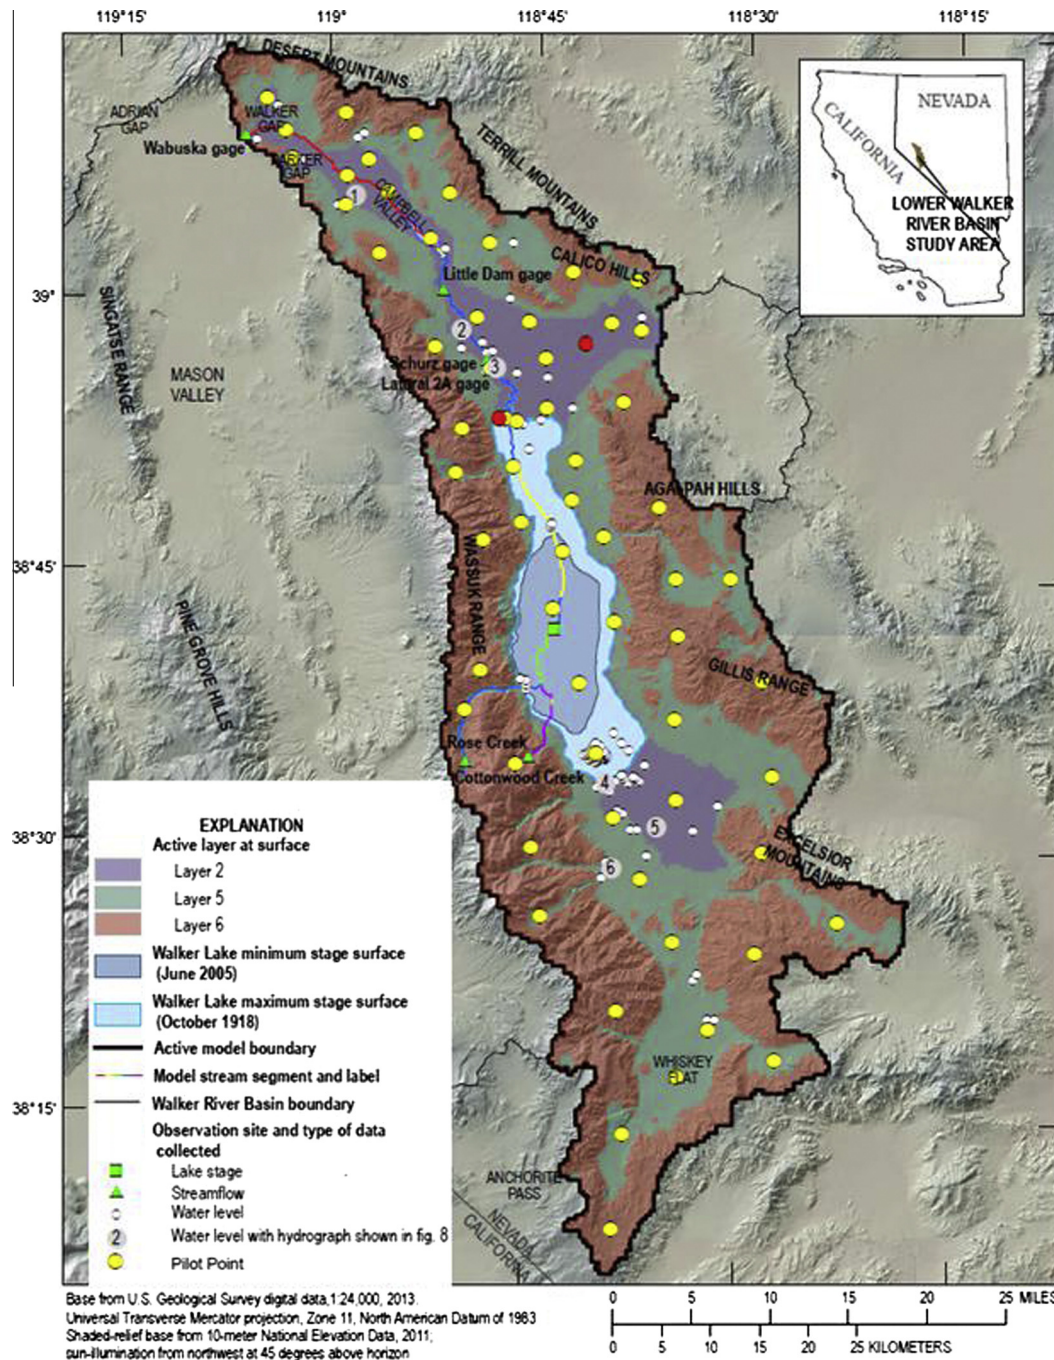 119°15'
119°
118°45'
118°30'
118°15'
DESERT MOUNTAINS
ADRIAN
GAP
WALKER
GAP
Wabuska gage
PARKER
GAP
TERRILL MOUNTAINS
1
CAMPBELL
VALLEY
CALICO HILLS
Little Dam gage
NEVADA
CALIFORNIA
LOWER WALKER
RIVER BASIN
STUDY AREA
39°
SINGATSE RANGE
2
MASON
VALLEY
Schurz gage
3
Lateral 2A gage
AGAI PAH HILLS
38°45'
WASSUK RANGE
PINE GROVE HILLS
GILLIS RANGE
Rose Creek
Cottonwood Creek
4
38°30'
5
EXCELSIOR
MOUNTAINS
6
WHISKEY
FLAT
38°15'
ANCHORITE
PASS
NEVADA
CALIFORNIA
EXPLANATION
Active layer at surface
Layer 2
Layer 5
Layer 6
Walker Lake minimum stage surface
(June 2005)
Walker Lake maximum stage surface
(October 1918)
Active model boundary
Model stream segment and label
Walker River Basin boundary
Observation site and type of data
collected
Lake stage
Streamflow
Water level
2 Water level with hydrograph shown in fig. 8
Pilot Point
Base from U.S. Geological Survey digital data,1:24,000, 2013.
Universal Transverse Mercator projection, Zone 11, North American Datum of 1983
Shaded-relief base from 10-meter National Elevation Data, 2011;
sun-illumination from northwest at 45 degrees above horizon
0 5 10 15 20 25 MILES
0 5 10 15 20 25 KILOMETERS